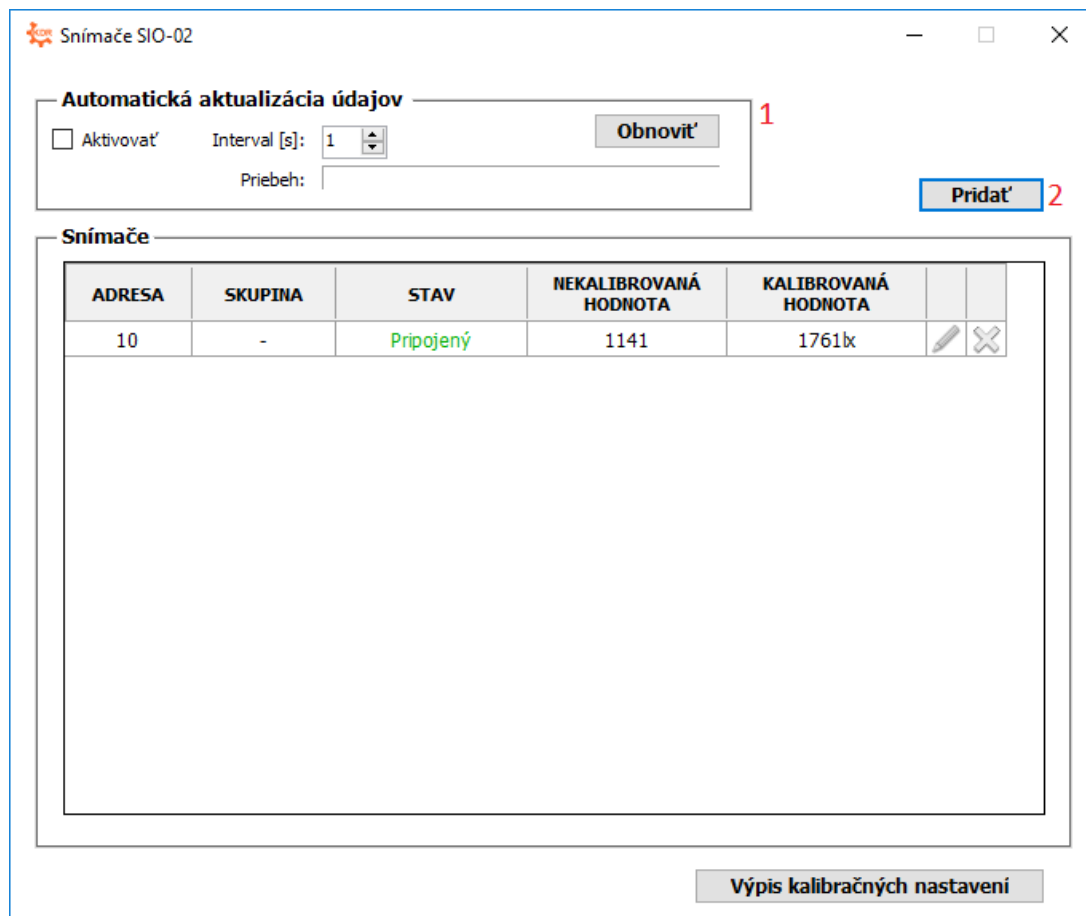 Snímače SIO-02
Automatická aktualizácia údajov
1
Aktivovať Interval [s]: 1 Obnoviť
Priebeh:
Pridať 2
Snímače
ADRESA SKUPINA STAV NEKALIBROVANÁ HODNOTA KALIBROVANÁ HODNOTA
10 - Pripojený 1141 1761lx
Výpis kalibračných nastavení